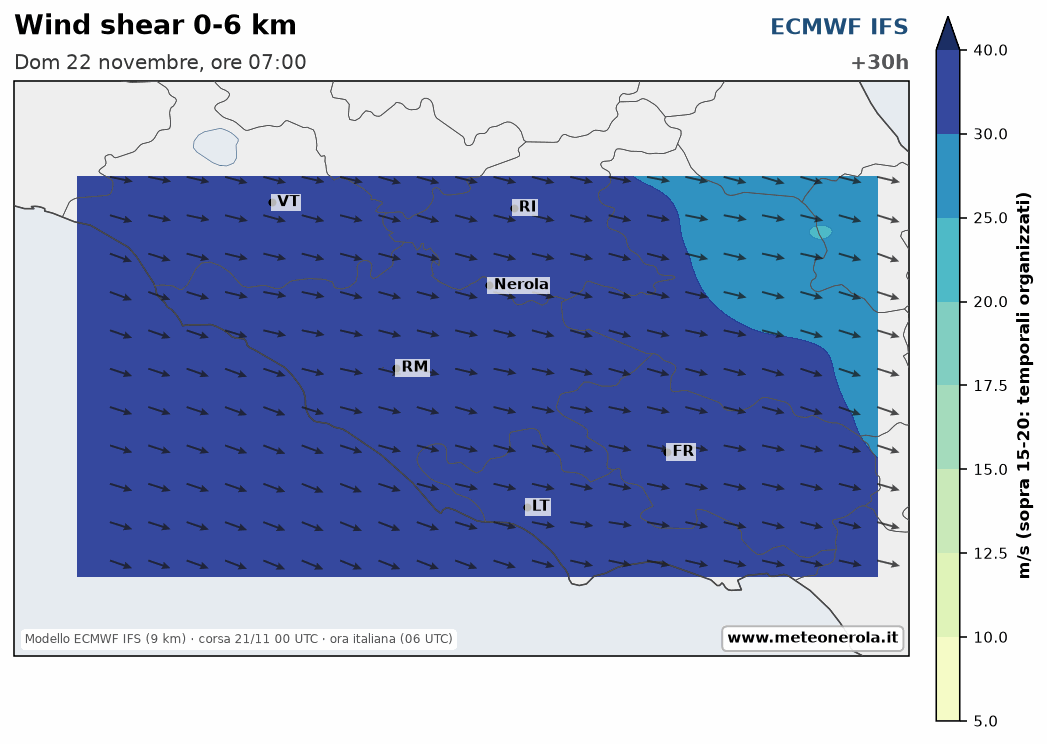 Wind shear 0-6 km
ECMWF IFS
Dom 22 novembre, ore 07:00
+30h
VT
RI
Nerola
RM
FR
LT
Modello ECMWF IFS (9 km) · corsa 21/11 00 UTC · ora italiana (06 UTC)
www.meteonerola.it
40.0
30.0
25.0
20.0
17.5
15.0
12.5
10.0
5.0
m/s (sopra 15-20: temporali organizzati)